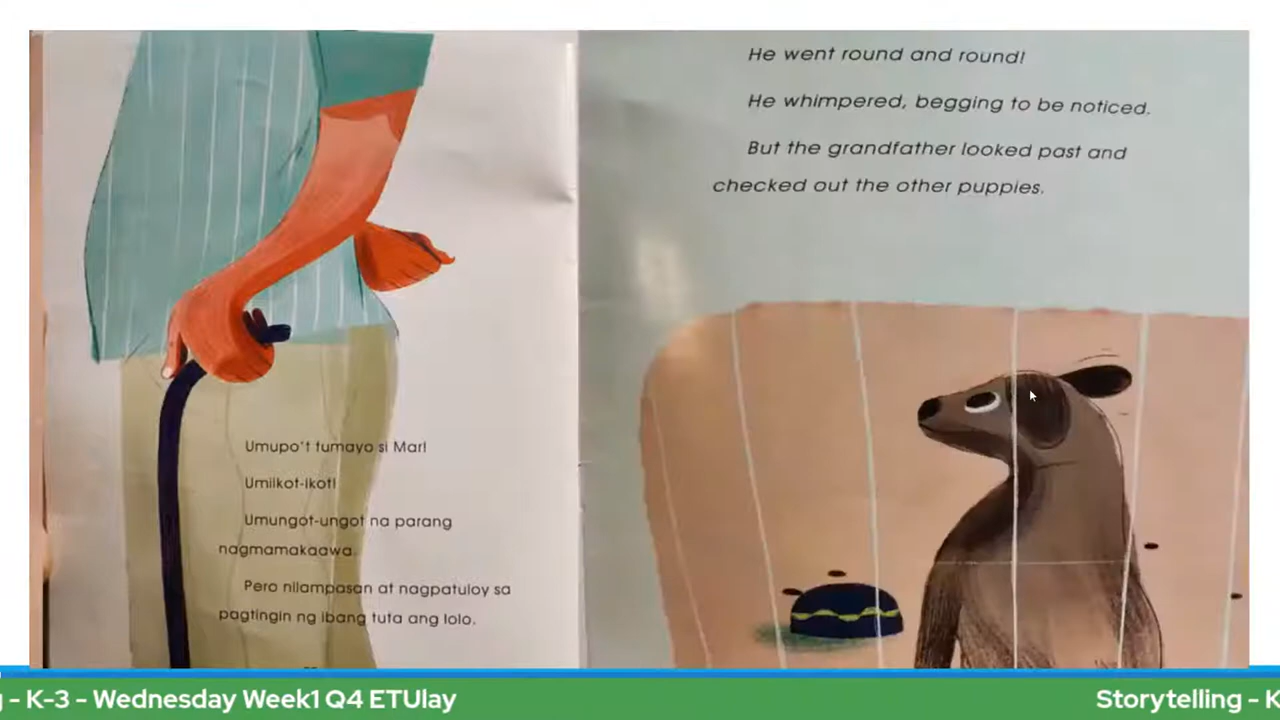 Umupo't tumayo si Mar!
Umiikot-ikot!
Umungot-ungot na parang
nagmamakaawa.
Pero nilampasan at nagpatuloy sa
pagtingin ng ibang tuta ang lolo.
He went round and round!
He whimpered, begging to be noticed.
But the grandfather looked past and
checked out the other puppies.
- K-3 - Wednesday Week1 Q4 ETUlay
Storytelling - K